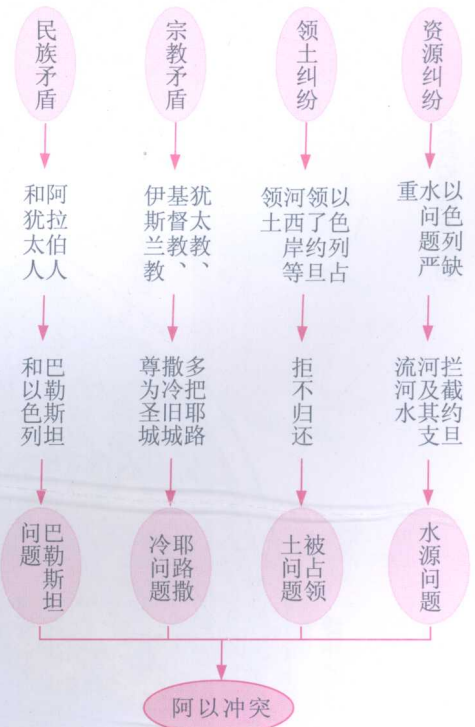 资源纠纷
以色列缺
水问题严
重
拦截约旦
河及其支
流河水
水源问题
领土纠纷
以色列占
领了约旦
河西岸等
领土
拒不归还
被占领
土问题
宗教矛盾
犹太教、
基督教、
伊斯兰教
多把耶路
撒冷旧城
尊为圣城
耶路撒
冷问题
民族矛盾
阿拉伯人
和犹太人
巴勒斯坦
和以色列
巴勒斯坦
问题
阿以冲突